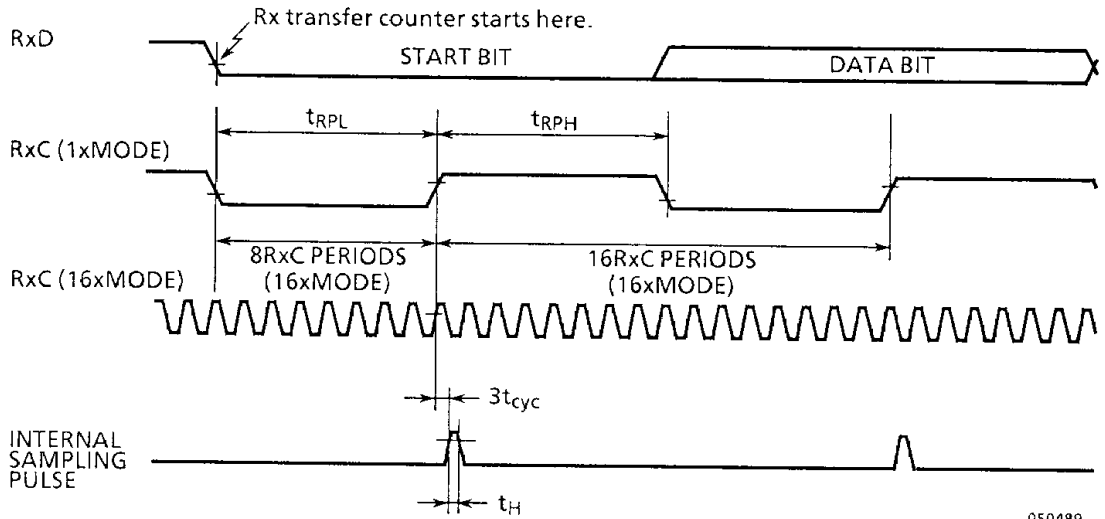 Rx transfer counter starts here.
RxD
START BIT
DATA BIT
tRPL
tRPH
RxC (1xMODE)
8RxC PERIODS
(16xMODE)
16RxC PERIODS
(16xMODE)
RxC (16xMODE)
3tcyc
INTERNAL
SAMPLING
PULSE
tH
050489